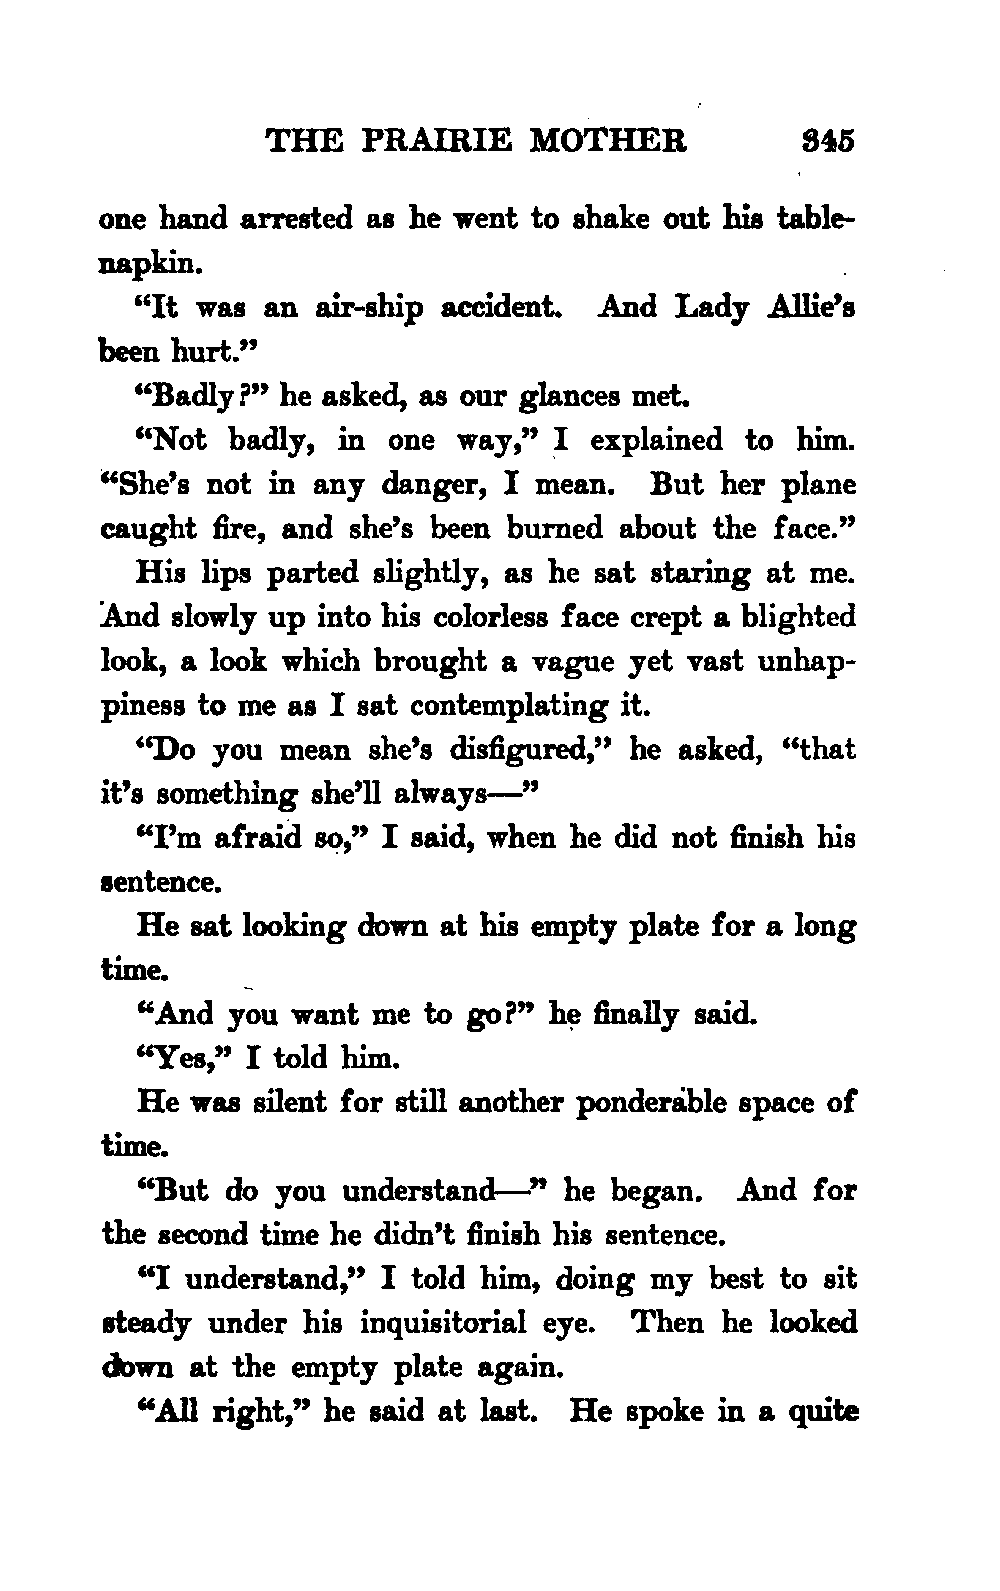 THE PRAIRIE MOTHER 345
one hand arrested as he went to shake out his table-
napkin.
“It was an air-ship accident. And Lady Allie’s
been hurt.”
“Badly?” he asked, as our glances met.
“Not badly, in one way,” I explained to him.
“She’s not in any danger, I mean. But her plane
caught fire, and she’s been burned about the face.”
His lips parted slightly, as he sat staring at me.
And slowly up into his colorless face crept a blighted
look, a look which brought a vague yet vast unhap-
piness to me as I sat contemplating it.
“Do you mean she’s disfigured,” he asked, “that
it’s something she’ll always—”
“I’m afraid so,” I said, when he did not finish his
sentence.
He sat looking down at his empty plate for a long
time.
“And you want me to go?” he finally said.
“Yes,” I told him.
He was silent for still another ponderable space of
time.
“But do you understand—” he began. And for
the second time he didn’t finish his sentence.
“I understand,” I told him, doing my best to sit
steady under his inquisitorial eye. Then he looked
down at the empty plate again.
“All right,” he said at last. He spoke in a quite